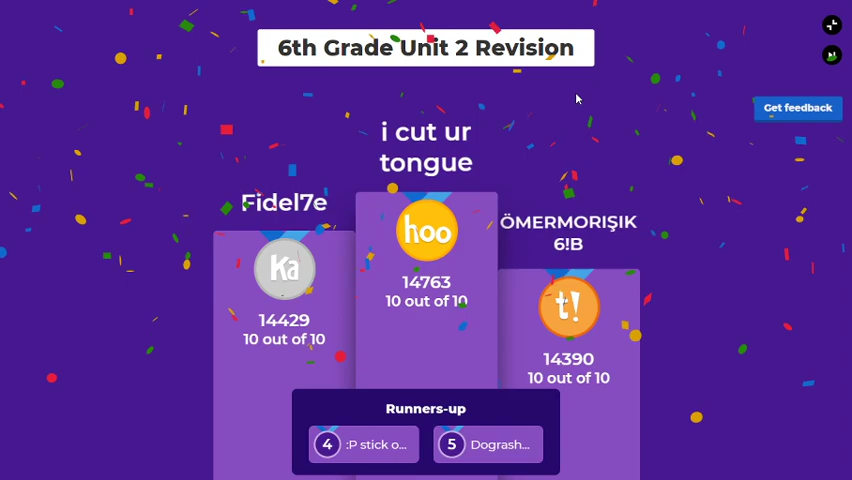 6th Grade Unit 2 Revision
Get feedback
i cut ur
tongue
Fidel7e
ÖMERMORIŞIK
6!B
hoo
14763
10 out of 10
Ka
14429
10 out of 10
t!
14390
10 out of 10
Runners-up
4 :P stick o...
5 Dogrash...